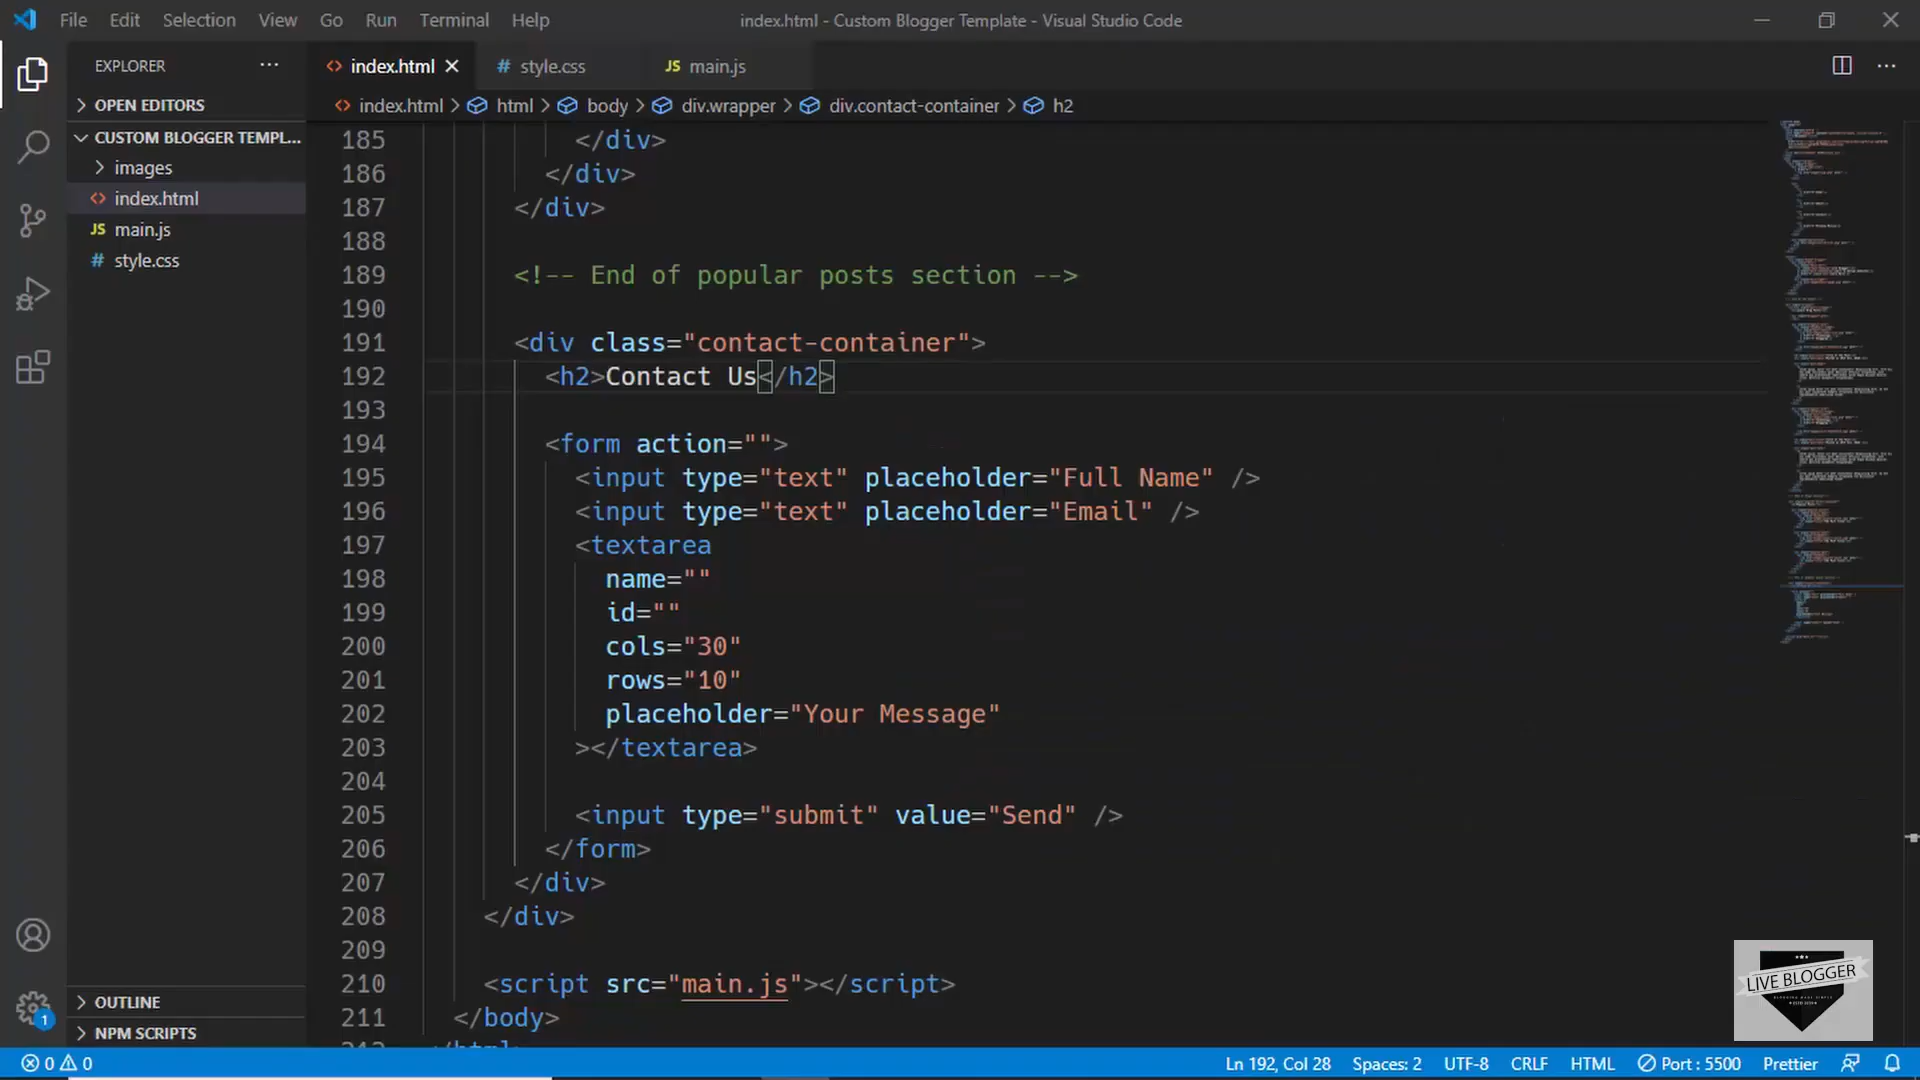 File Edit Selection View Go Run Terminal Help
index.html - Custom Blogger Template - Visual Studio Code
EXPLORER
OPEN EDITORS
CUSTOM BLOGGER TEMPL...
images
index.html
main.js
style.css
OUTLINE
NPM SCRIPTS
index.html style.css main.js
index.html > html > body > div.wrapper > div.contact-container > h2
185 </div>
186 </div>
187 </div>
188
189 <!-- End of popular posts section -->
190
191 <div class="contact-container">
192 <h2>Contact Us</h2>
193
194 <form action="">
195 <input type="text" placeholder="Full Name" />
196 <input type="text" placeholder="Email" />
197 <textarea
198 name=""
199 id=""
200 cols="30"
201 rows="10"
202 placeholder="Your Message"
203 ></textarea>
204
205 <input type="submit" value="Send" />
206 </form>
207 </div>
208 </div>
209
210 <script src="main.js"></script>
211 </body>
LIVE BLOGGER
1
0 0
Ln 192, Col 28 Spaces: 2 UTF-8 CRLF HTML Port : 5500 Prettier